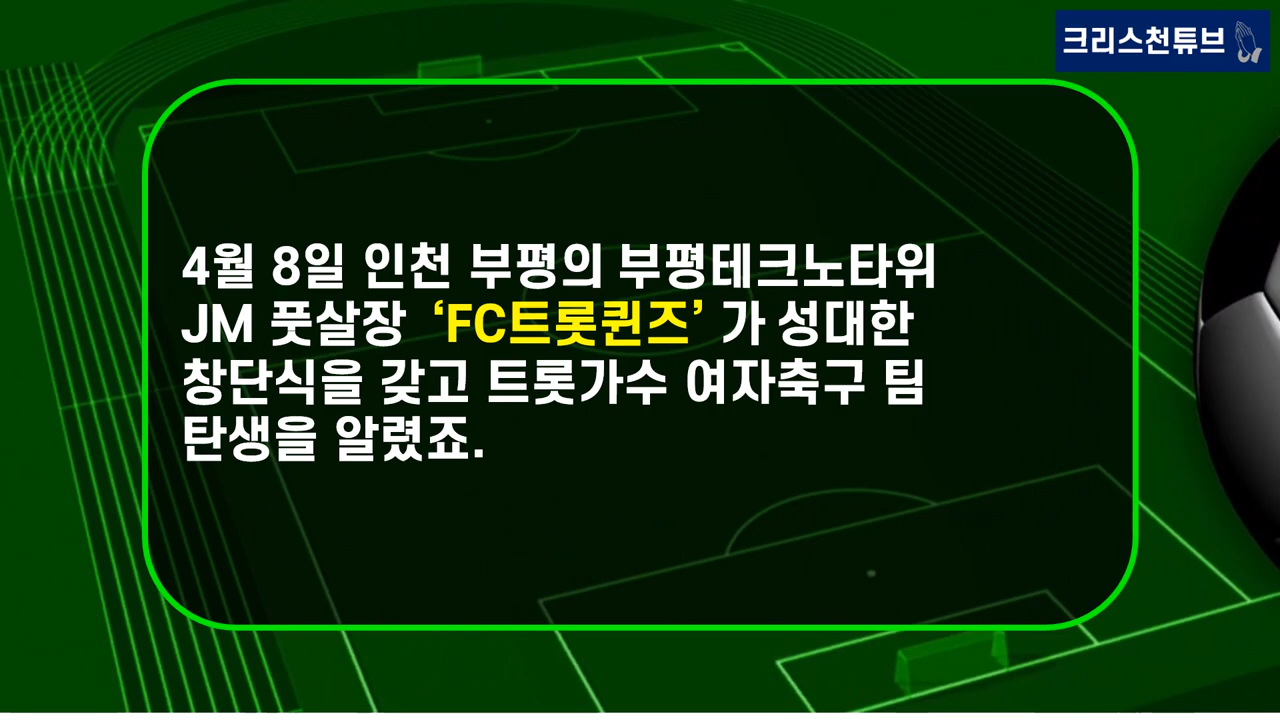 크리스천튜브
4월 8일 인천 부평의 부평테크노타워
JM 풋살장 ‘FC트롯퀸즈’ 가 성대한
창단식을 갖고 트롯가수 여자축구 팀
탄생을 알렸죠.